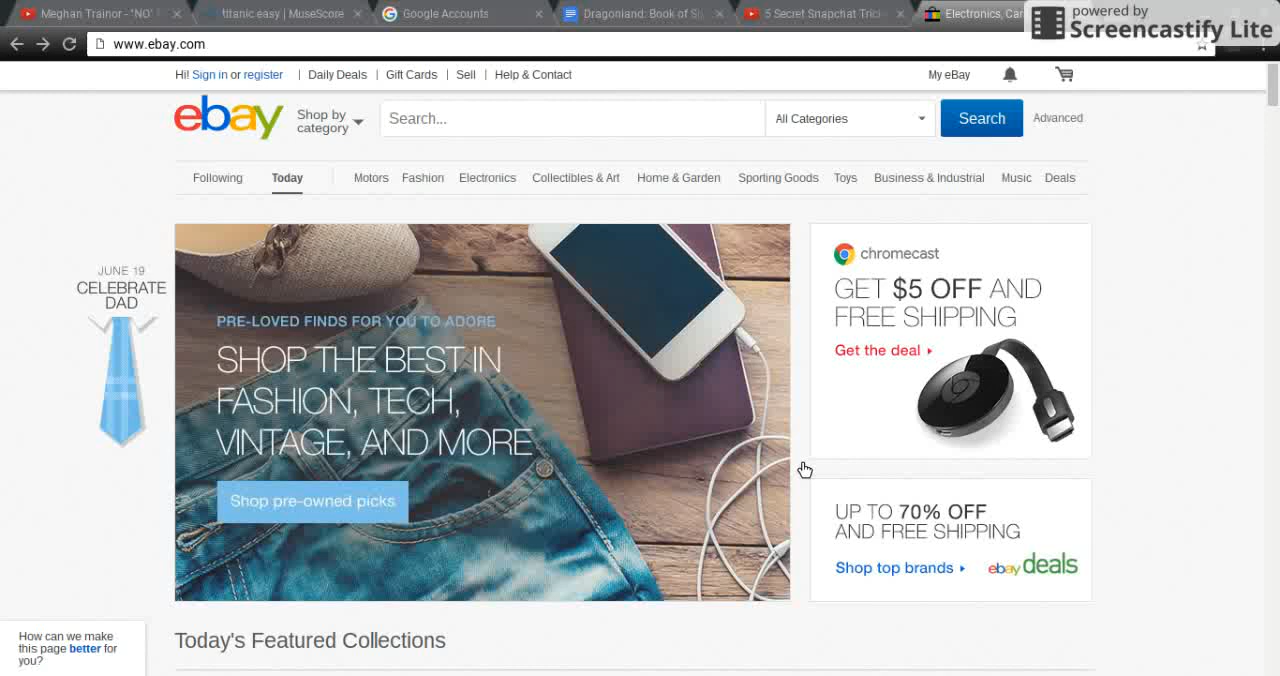 Meghan Trainor - "NO"
titanic easy | MuseScore
Google Accounts
Dragoniand: Book of
5 Secret Snapchat Trick
Electronics,
powered by
Screencastify Lite
www.ebay.com
Hi! Sign in or register
Daily Deals
Gift Cards
Sell
Help & Contact
My eBay
ebay
Shop by
category
Search...
All Categories
Search
Advanced
Following
Today
Motors
Fashion
Electronics
Collectibles & Art
Home & Garden
Sporting Goods
Toys
Business & Industrial
Music
Deals
JUNE 19
CELEBRATE
DAD
PRE-LOVED FINDS FOR YOU TO ADORE
SHOP THE BEST IN
FASHION, TECH,
VINTAGE, AND MORE
Shop pre-owned picks
chromecast
GET $5 OFF AND
FREE SHIPPING
Get the deal
UP TO 70% OFF
AND FREE SHIPPING
Shop top brands
ebay deals
How can we make
this page better for
you?
Today's Featured Collections